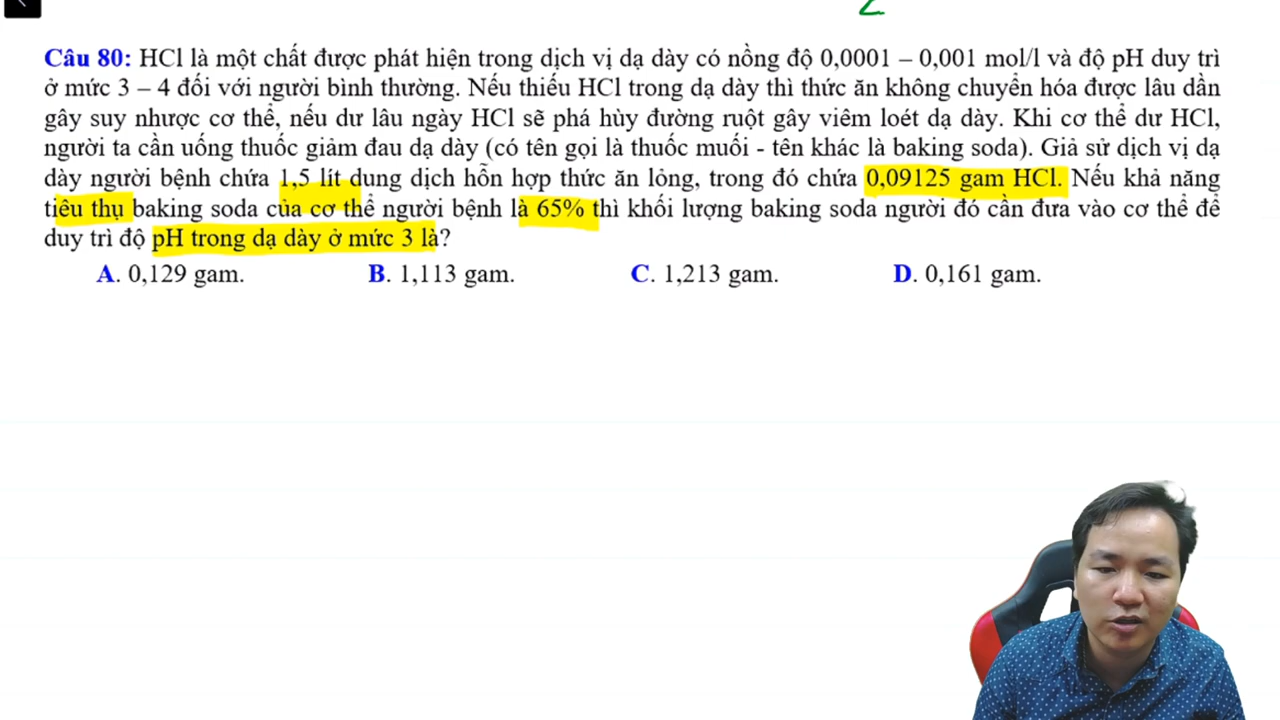 Câu 80: HCl là một chất được phát hiện trong dịch vị dạ dày có nồng độ 0,0001 – 0,001 mol/l và độ pH duy trì
ở mức 3 – 4 đối với người bình thường. Nếu thiếu HCl trong dạ dày thì thức ăn không chuyển hóa được lâu dần
gây suy nhược cơ thể, nếu dư lâu ngày HCl sẽ phá hùy đường ruột gây viêm loét dạ dày. Khi cơ thể dư HCl,
người ta cần uống thuốc giảm đau dạ dày (có tên gọi là thuốc muối - tên khác là baking soda). Giả sử dịch vị dạ
dày người bệnh chứa 1,5 lít dung dịch hỗn hợp thức ăn lỏng, trong đó chứa 0,09125 gam HCl. Nếu khả năng
tiêu thụ baking soda của cơ thể người bệnh là 65% thì khối lượng baking soda người đó cần đưa vào cơ thể để
duy trì độ pH trong dạ dày ở mức 3 là?
A. 0,129 gam. B. 1,113 gam. C. 1,213 gam. D. 0,161 gam.